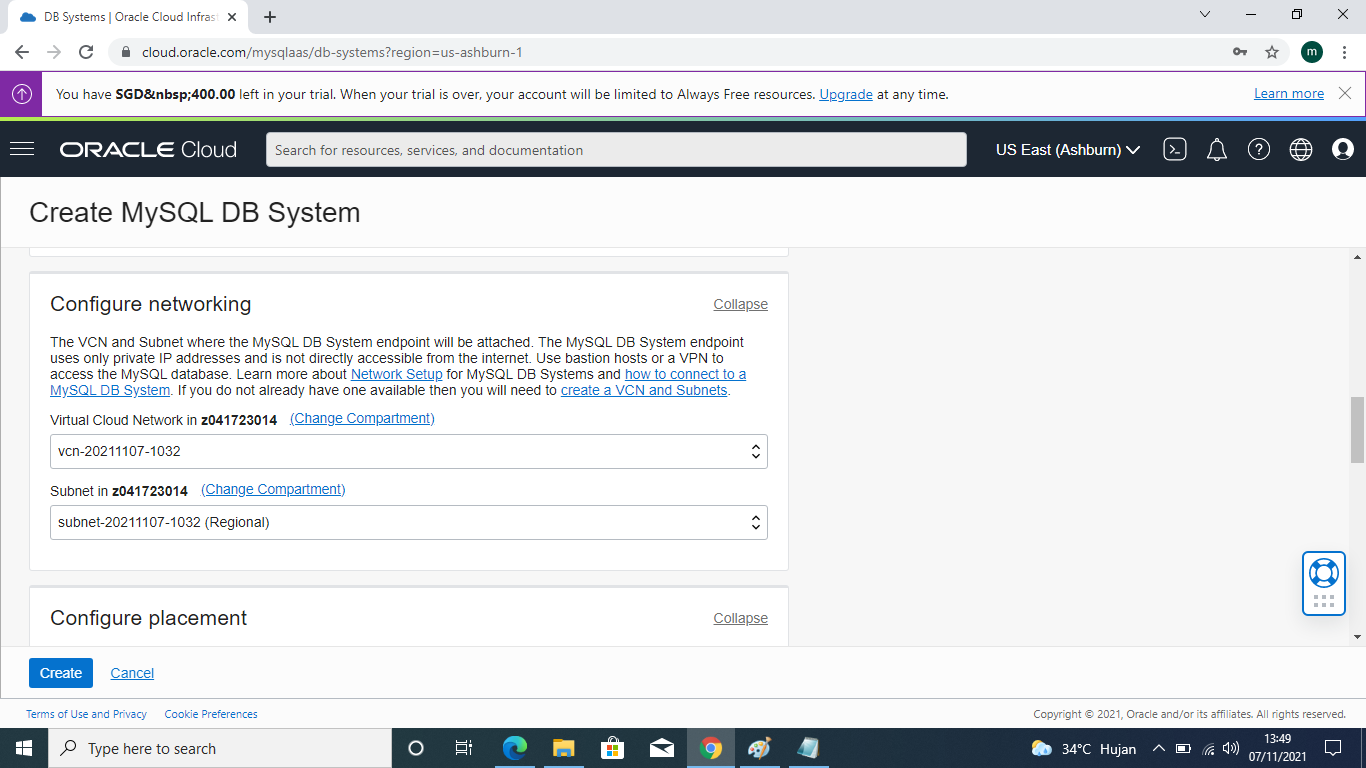 DB Systems | Oracle Cloud Infras
cloud.oracle.com/mysqlaas/db-systems?region=us-ashburn-1
m
You have SGD&nbsp;400.00 left in your trial. When your trial is over, your account will be limited to Always Free resources. Upgrade at any time.
Learn more
ORACLE Cloud
Search for resources, services, and documentation
US East (Ashburn)
Create MySQL DB System
Configure networking
Collapse
The VCN and Subnet where the MySQL DB System endpoint will be attached. The MySQL DB System endpoint
uses only private IP addresses and is not directly accessible from the internet. Use bastion hosts or a VPN to
access the MySQL database. Learn more about Network Setup for MySQL DB Systems and how to connect to a
MySQL DB System. If you do not already have one available then you will need to create a VCN and Subnets.
Virtual Cloud Network in z041723014 (Change Compartment)
vcn-20211107-1032
Subnet in z041723014 (Change Compartment)
subnet-20211107-1032 (Regional)
Configure placement
Collapse
Create
Cancel
Terms of Use and Privacy
Cookie Preferences
Copyright © 2021, Oracle and/or its affiliates. All rights reserved.
Type here to search
34°C Hujan
13:49
07/11/2021